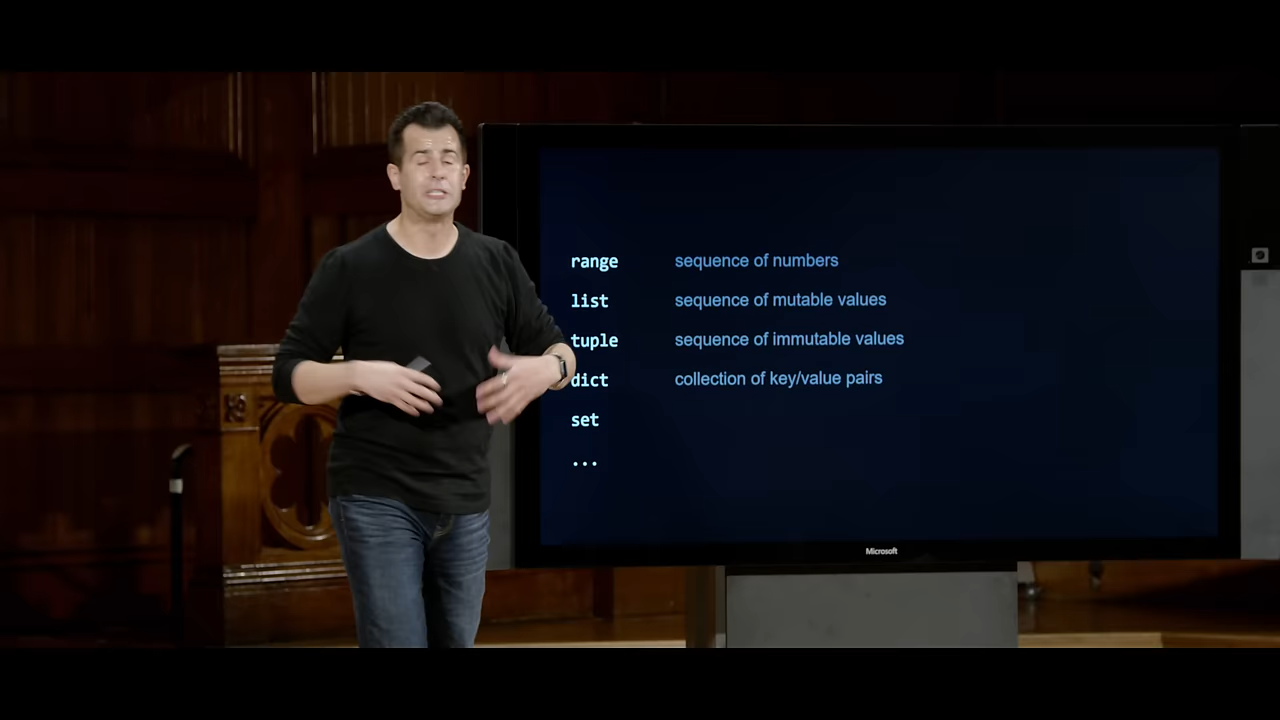 range sequence of numbers
list sequence of mutable values
tuple sequence of immutable values
dict collection of key/value pairs
set
...
Microsoft